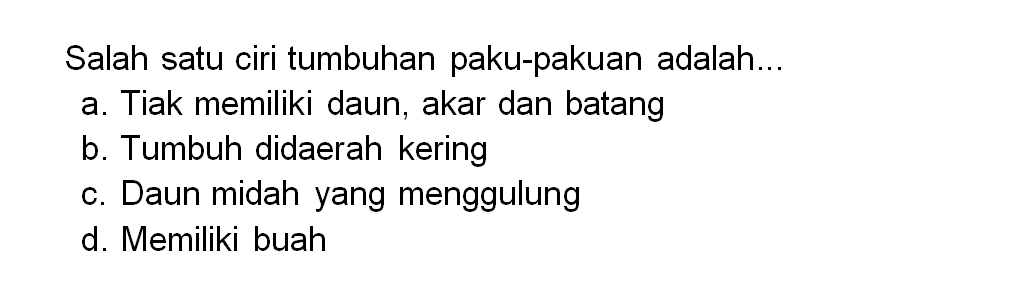 Salah satu ciri tumbuhan paku-pakuan adalah...
a. Tiak memiliki daun, akar dan batang
b. Tumbuh didaerah kering
c. Daun midah yang menggulung
d. Memiliki buah